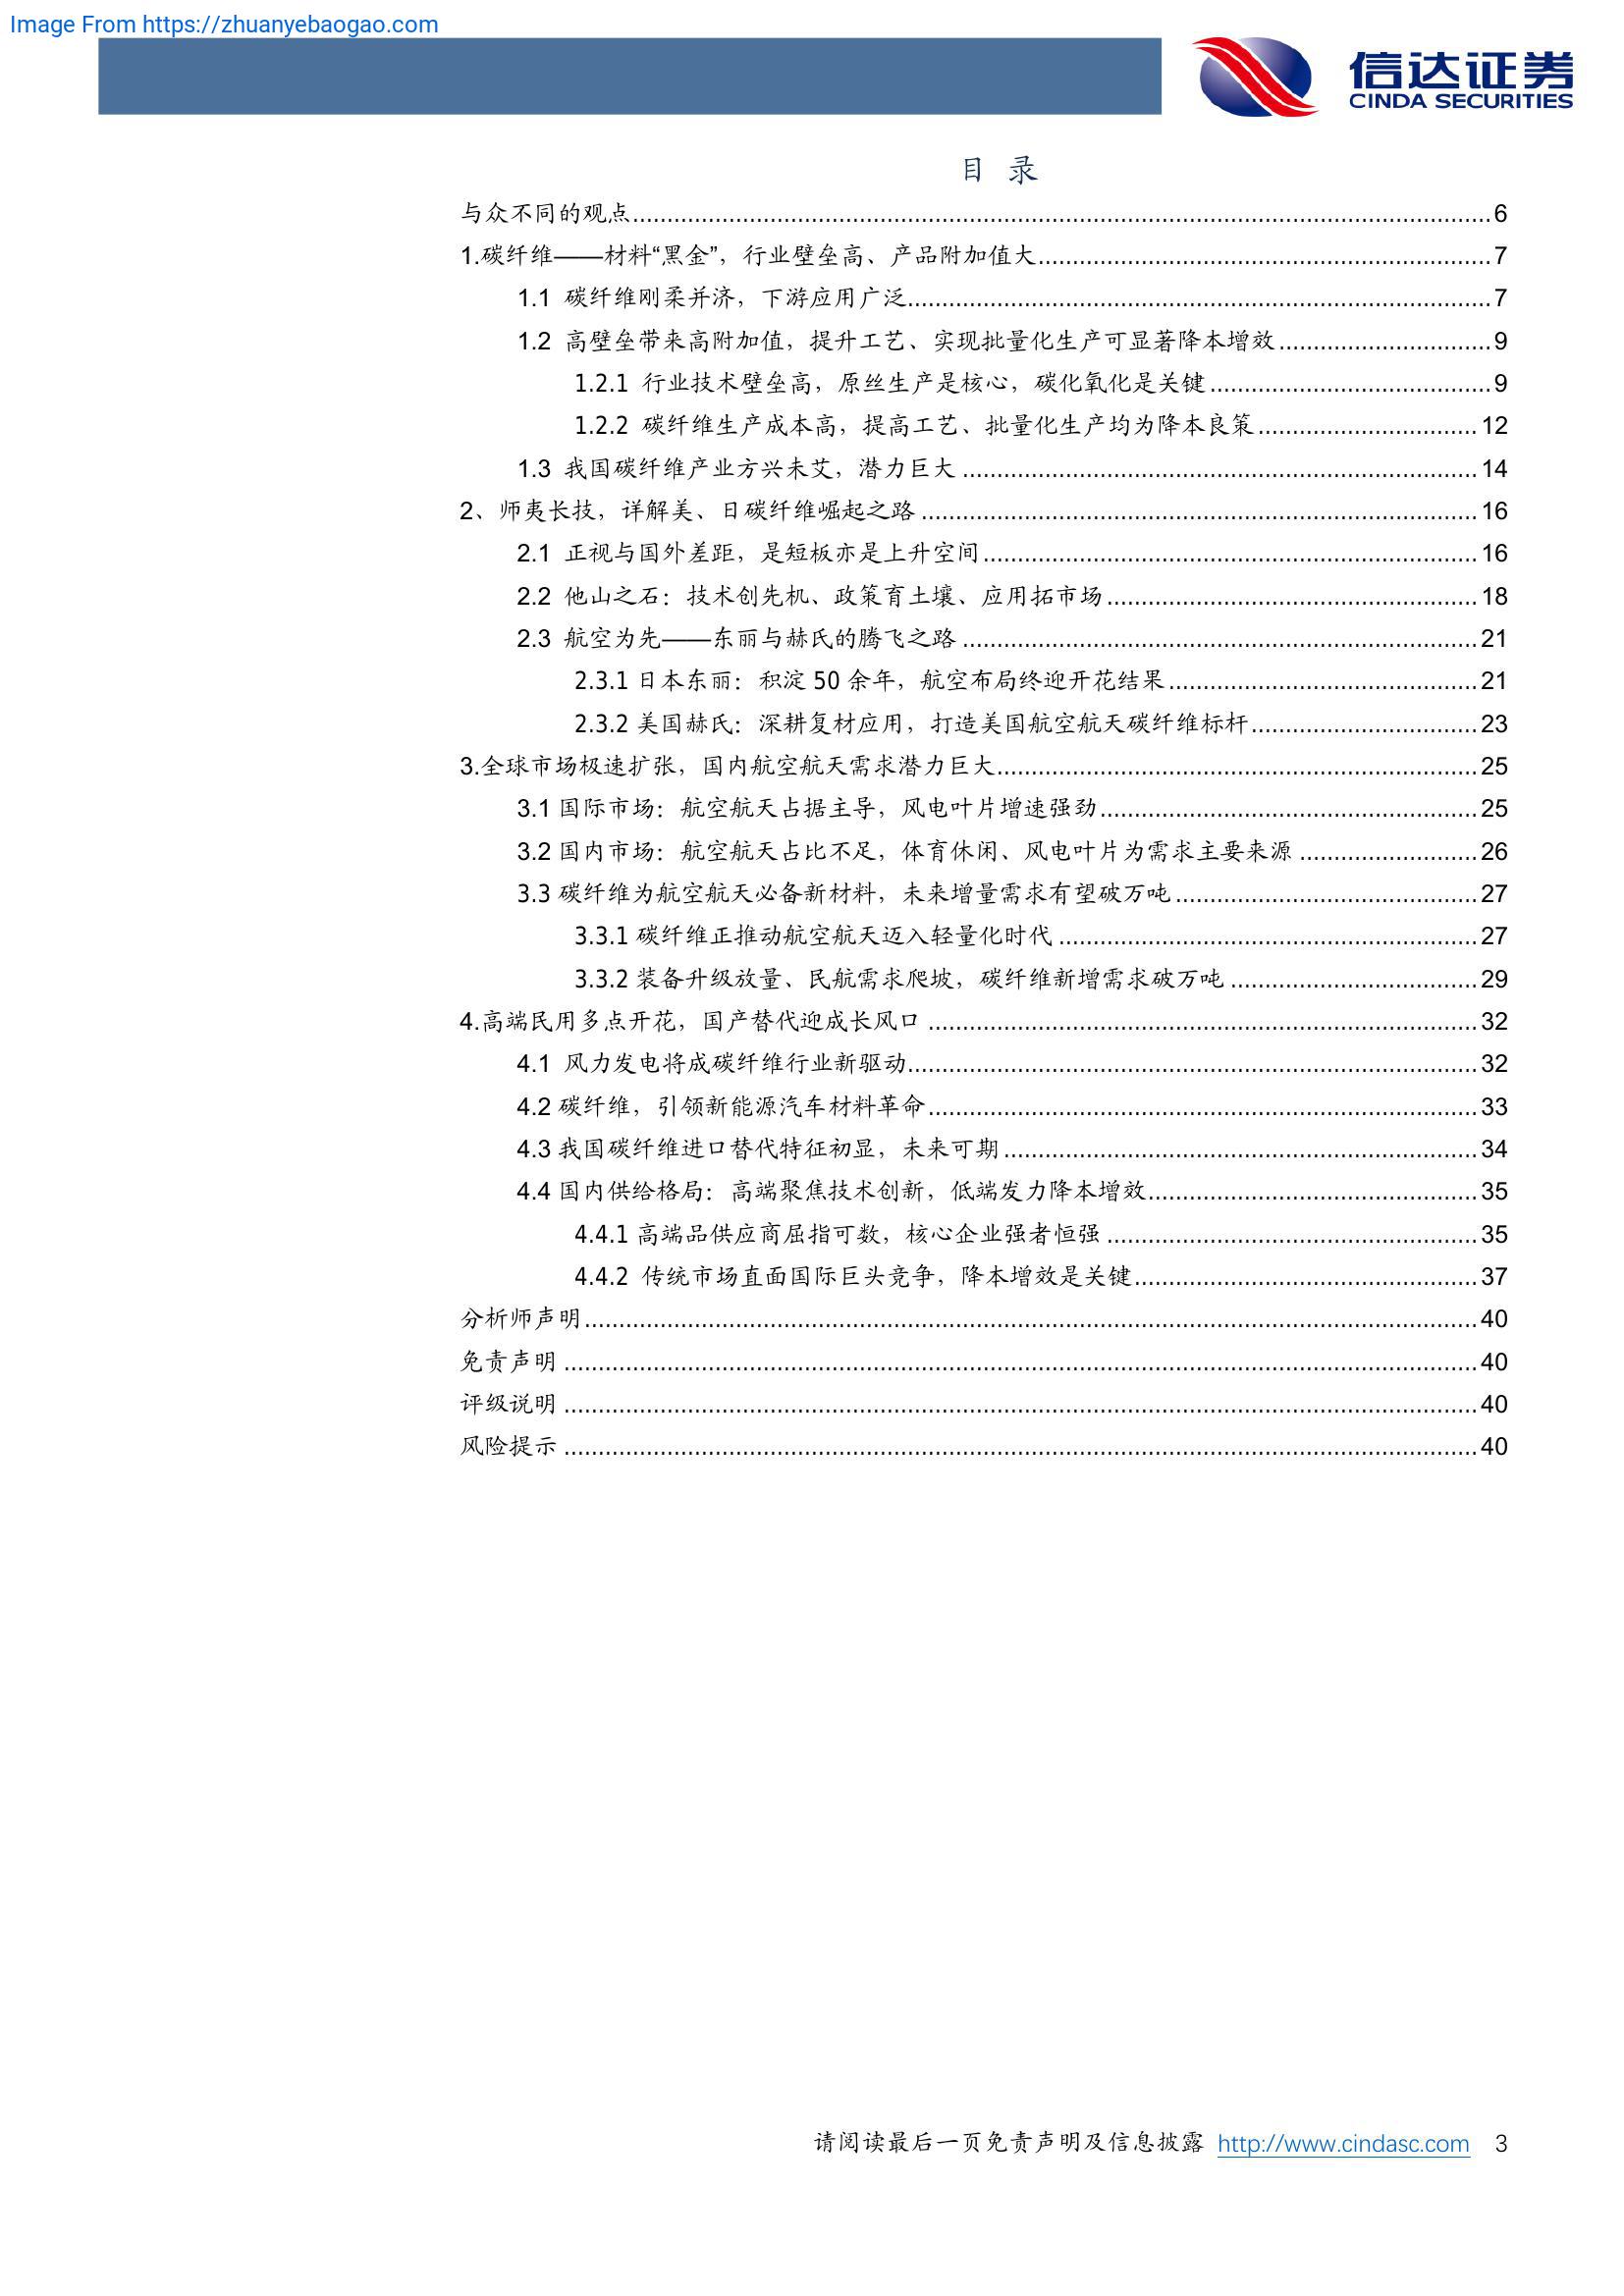 Image From https://zhuanyebaogao.com
信达证券
CINDA SECURITIES
目 录
与众不同的观点........................................6
1.碳纤维——材料“黑金”，行业壁垒高、产品附加值大........................................7
1.1 碳纤维刚柔并济，下游应用广泛........................................7
1.2 高壁垒带来高附加值，提升工艺、实现批量化生产可显著降本增效........................................9
1.2.1 行业技术壁垒高，原丝生产是核心，碳化氧化是关键........................................9
1.2.2 碳纤维生产成本高，提高工艺、批量化生产均为降本良策........................................12
1.3 我国碳纤维产业方兴未艾，潜力巨大........................................14
2、师夷长技，详解美、日碳纤维崛起之路........................................16
2.1 正视与国外差距，是短板亦是上升空间........................................16
2.2 他山之石：技术创先机、政策育土壤、应用拓市场........................................18
2.3 航空为先——东丽与赫氏的腾飞之路........................................21
2.3.1 日本东丽：积淀 50 余年，航空布局终迎开花结果........................................21
2.3.2 美国赫氏：深耕复材应用，打造美国航空航天碳纤维标杆........................................23
3.全球市场极速扩张，国内航空航天需求潜力巨大........................................25
3.1 国际市场：航空航天占据主导，风电叶片增速强劲........................................25
3.2 国内市场：航空航天占比不足，体育休闲、风电叶片为需求主要来源........................................26
3.3 碳纤维为航空航天必备新材料，未来增量需求有望破万吨........................................27
3.3.1 碳纤维正推动航空航天迈入轻量化时代........................................27
3.3.2 装备升级放量、民航需求爬坡，碳纤维新增需求破万吨........................................29
4.高端民用多点开花，国产替代迎成长风口........................................32
4.1 风力发电将成碳纤维行业新驱动........................................32
4.2 碳纤维，引领新能源汽车材料革命........................................33
4.3 我国碳纤维进口替代特征初显，未来可期........................................34
4.4 国内供给格局：高端聚焦技术创新，低端发力降本增效........................................35
4.4.1 高端品供应商屈指可数，核心企业强者恒强........................................35
4.4.2 传统市场直面国际巨头竞争，降本增效是关键........................................37
分析师声明........................................40
免责声明........................................40
评级说明........................................40
风险提示........................................40
请阅读最后一页免责声明及信息披露 http://www.cindasc.com 3